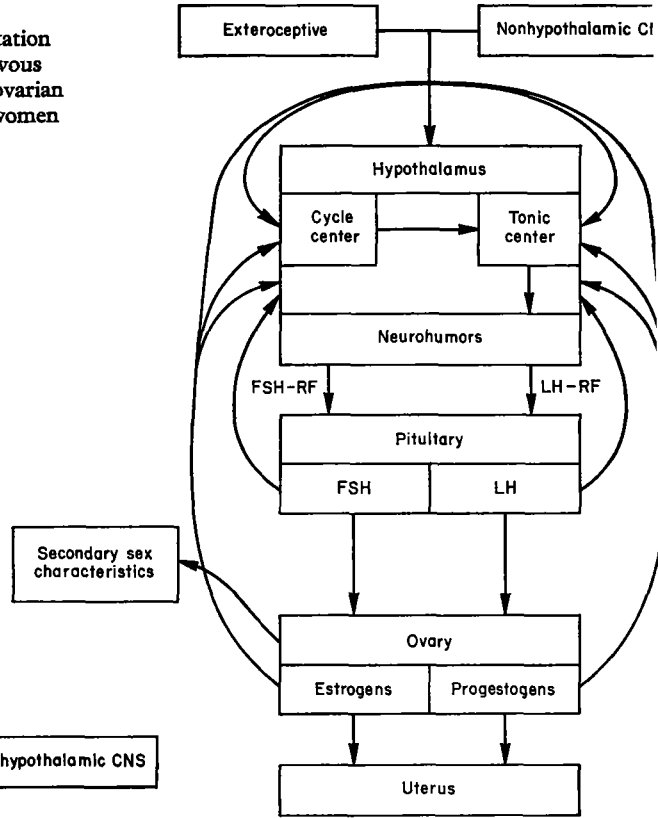 tation
vous
ovarian
women
Exteroceptive
Nonhypothalamic
Hypothalamus
Cycle
center
Tonic
center
Neurohumors
FSH-RF
LH-RF
Pitultary
FSH
LH
Secondary sex
characteristics
Ovary
Estrogens
Progestogens
hypothalamic CNS
Uterus